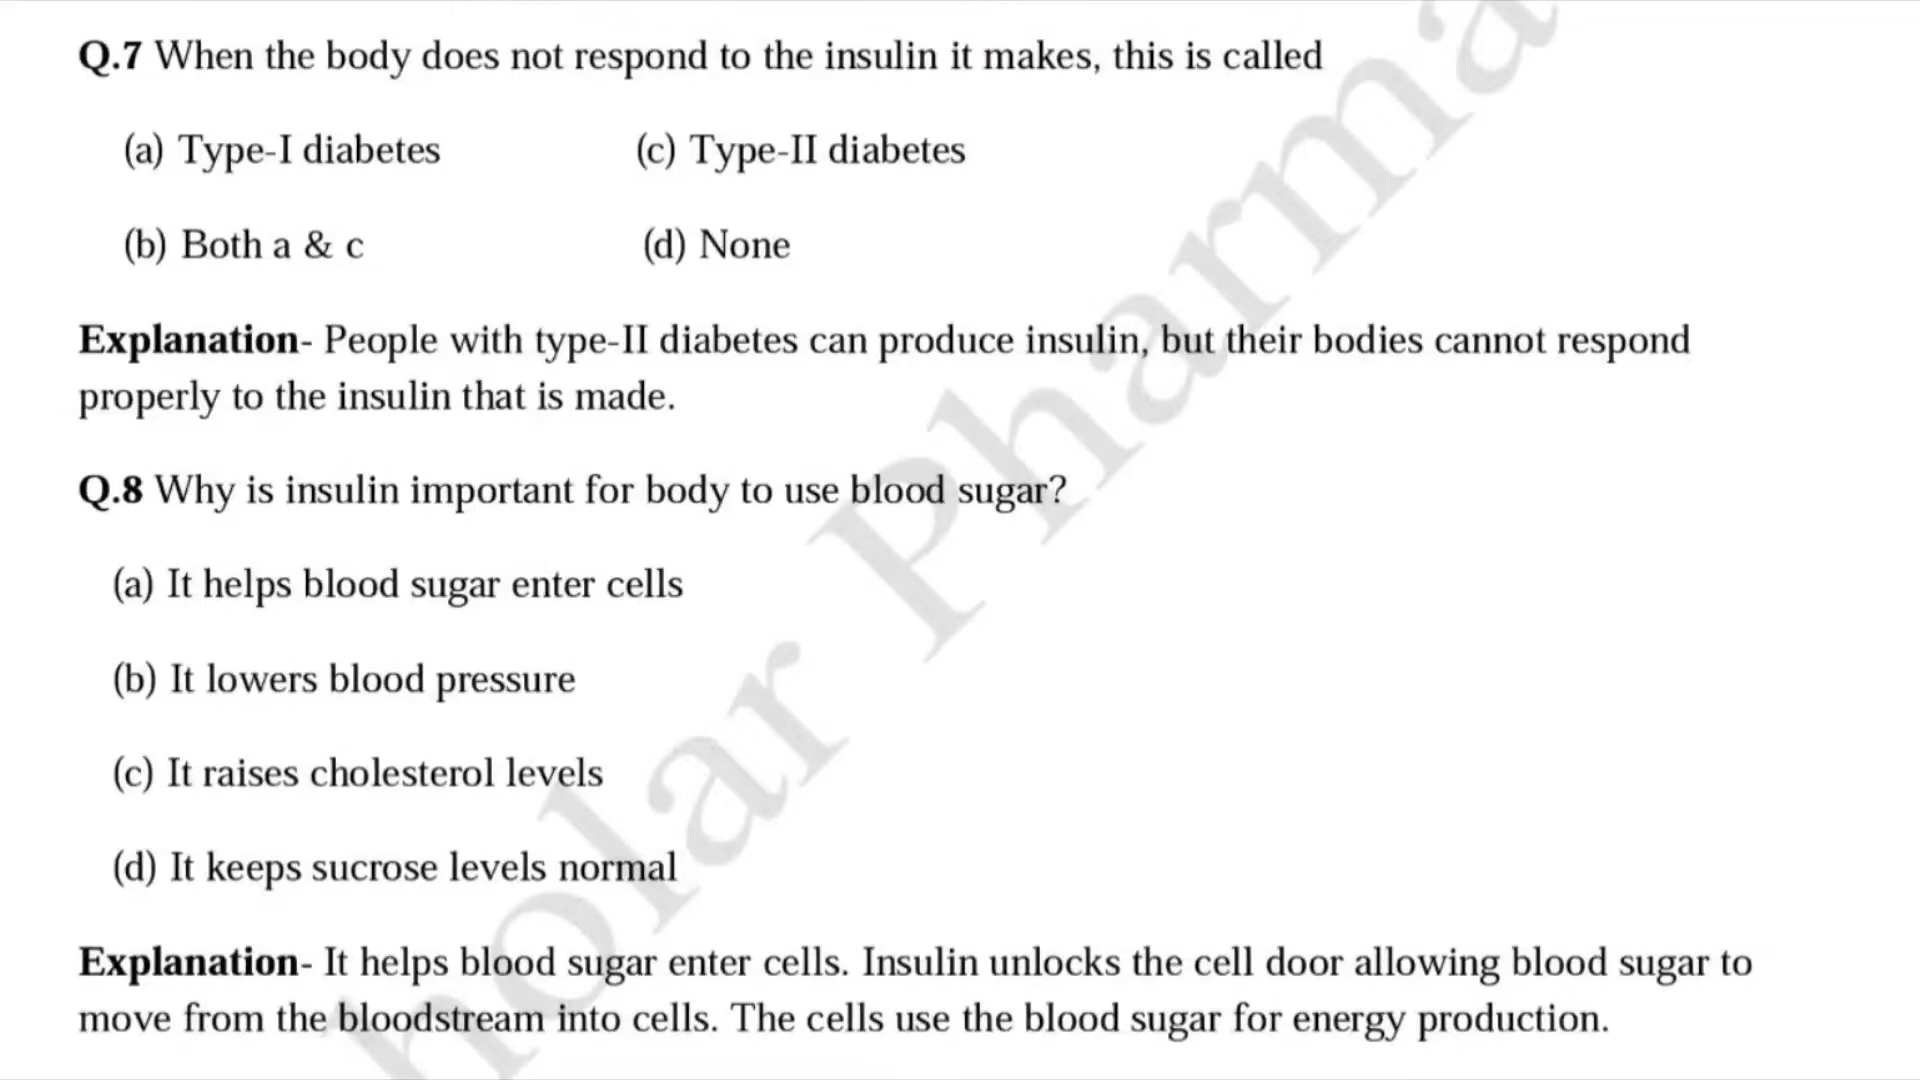 Q.7 When the body does not respond to the insulin it makes, this is called
(a) Type-I diabetes (c) Type-II diabetes
(b) Both a & c (d) None
Explanation- People with type-II diabetes can produce insulin, but their bodies cannot respond
properly to the insulin that is made.
Q.8 Why is insulin important for body to use blood sugar?
(a) It helps blood sugar enter cells
(b) It lowers blood pressure
(c) It raises cholesterol levels
(d) It keeps sucrose levels normal
Explanation- It helps blood sugar enter cells. Insulin unlocks the cell door allowing blood sugar to
move from the bloodstream into cells. The cells use the blood sugar for energy production.
holar Pharma